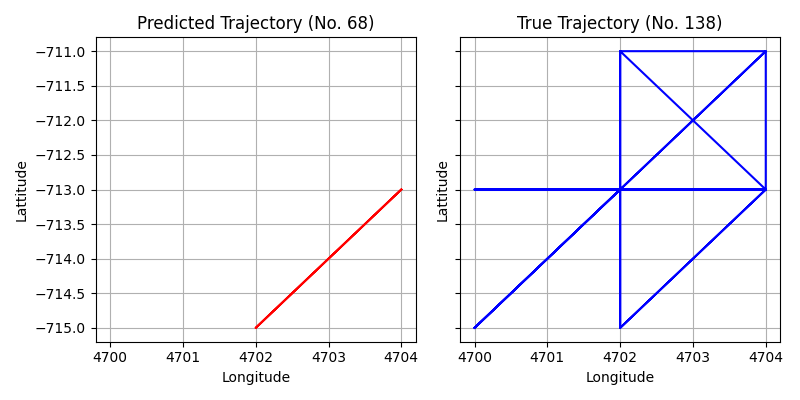 Predicted Trajectory (No. 68)
True Trajectory (No. 138)
−711.0
−711.5
−712.0
−712.5
−713.0
−713.5
−714.0
−714.5
−715.0
Lattitude
Lattitude
4700 4701 4702 4703 4704
4700 4701 4702 4703 4704
Longitude
Longitude